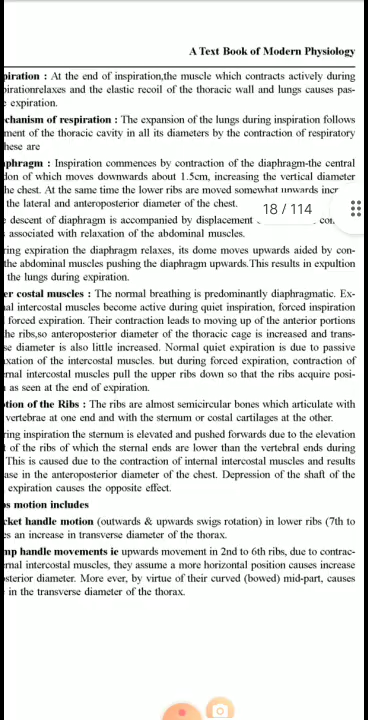 A Text Book of Modern Physiology
piration : At the end of inspiration,the muscle which contracts actively during
pirationrelaxes and the elastic recoil of the thoracic wall and lungs causes pas-
e expiration.
chanism of respiration : The expansion of the lungs during inspiration follows
ment of the thoracic cavity in all its diameters by the contraction of respiratory
hese are
aphragm : Inspiration commences by contraction of the diaphragm-the central
don of which moves downwards about 1.5cm, increasing the vertical diameter
he chest. At the same time the lower ribs are moved somewhat upwards incr
the lateral and anteroposterior diameter of the chest.
18 / 114
e descent of diaphragm is accompanied by displacement
associated with relaxation of the abdominal muscles.
ring expiration the diaphragm relaxes, its dome moves upwards aided by con-
the abdominal muscles pushing the diaphragm upwards.This results in expultion
the lungs during expiration.
er costal muscles : The normal breathing is predominantly diaphragmatic. Ex-
nal intercostal muscles become active during quiet inspiration, forced inspiration
forced expiration. Their contraction leads to moving up of the anterior portions
he ribs,so anteroposterior diameter of the thoracic cage is increased and trans-
se diameter is also little increased. Normal quiet expiration is due to passive
xation of the intercostal muscles. but during forced expiration, contraction of
rnal intercostal muscles pull the upper ribs down so that the ribs acquire posi-
as seen at the end of expiration.
tion of the Ribs : The ribs are almost semicircular bones which articulate with
vertebrae at one end and with the sternum or costal cartilages at the other.
ring inspiration the sternum is elevated and pushed forwards due to the elevation
of the ribs of which the sternal ends are lower than the vertebral ends during
This is caused due to the contraction of internal intercostal muscles and results
ase in the anteroposterior diameter of the chest. Depression of the shaft of the
expiration causes the opposite effect.
s motion includes
cket handle motion (outwards & upwards swigs rotation) in lower ribs (7th to
es an increase in transverse diameter of the thorax.
mp handle movements ie upwards movement in 2nd to 6th ribs, due to contrac-
rnal intercostal muscles, they assume a more horizontal position causes increase
osterior diameter. More ever, by virtue of their curved (bowed) mid-part, causes
in the transverse diameter of the thorax.